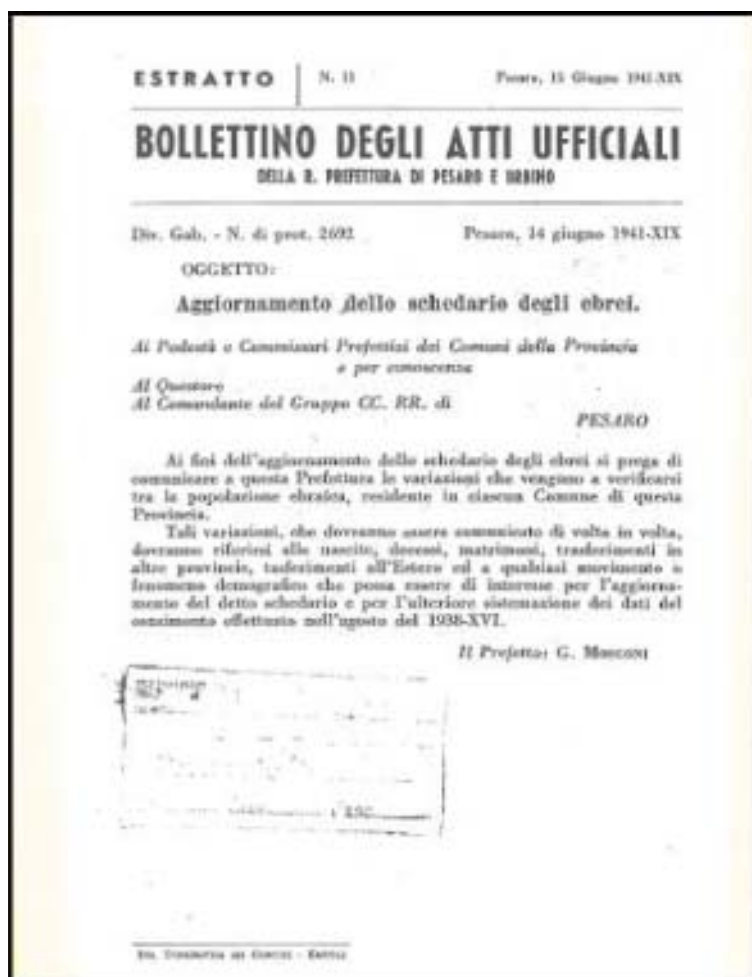 ESTRATTO
N. 11
Pesaro, 15 Giugno 1941-XIX
BOLLETTINO DEGLI ATTI UFFICIALI
DELLA R. PREFETTURA DI PESARO E URBINO
Div. Gab. - N. di prot. 2692
Pesaro, 14 giugno 1941-XIX
OGGETTO:
Aggiornamento dello schedario degli ebrei.
Ai Podestà e Commissari Prefettizi dei Comuni della Provincia
e per conoscenza
Al Questore
Al Comandante del Gruppo CC. RR. di
PESARO
Ai fini dell'aggiornamento dello schedario degli ebrei si prega di
comunicare a questa Prefettura le variazioni che vengino a verificarsi
tra la popolazione ebraica, residente in ciascun Comune di questa
Provincia.
Tali variazioni, che dovranno essere comunicate di volta in volta,
dovranno riferirsi alle nascite, decessi, matrimoni, trasferimenti in
altre provincie, trasferimenti all'Estero ed a qualsiasi movimento o
fenomeno demografico che possa essere di interesse per l'aggiorna-
mento del detto schedario e per l'ulteriore sistemazione dei dati del
censimento effettuato nell'agosto del 1938-XVI.
Il Prefetto: G. Mosconi